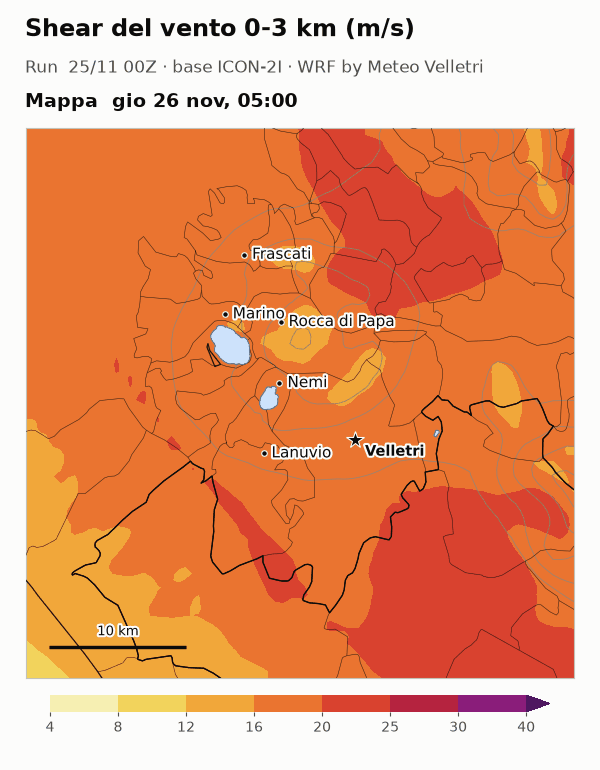 Shear del vento 0-3 km (m/s)
Run  25/11 00Z · base ICON-2I · WRF by Meteo Velletri
Mappa  gio 26 nov, 05:00
Frascati
Marino
Rocca di Papa
Nemi
Velletri
Lanuvio
10 km
4 8 12 16 20 25 30 40